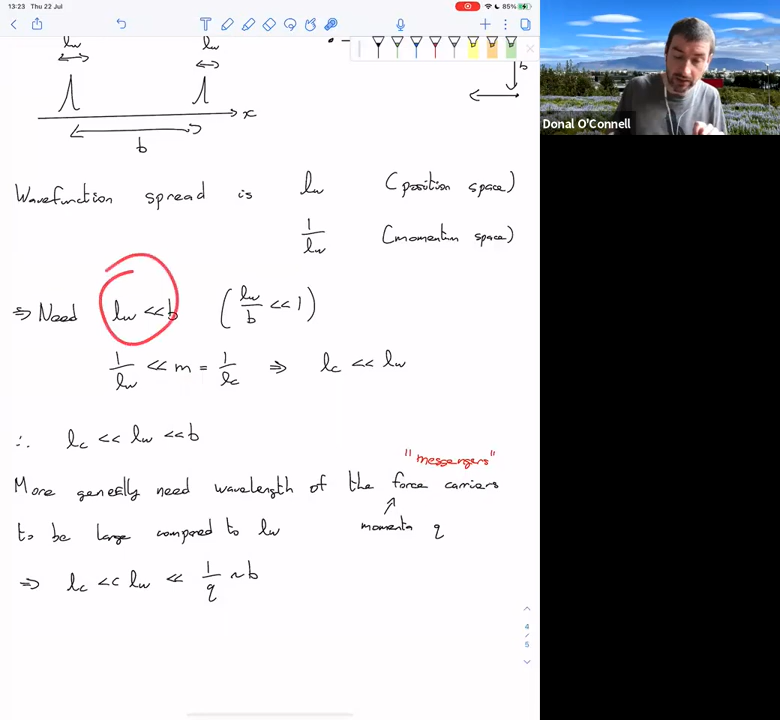 13:23 Thu 22 Jul
85%
lw lw
x
b
b
Donal O'Connell
Wavefunction spread is lw (position space)
1/lw (momentum space)
⇒ Need lw << b (lw/b << 1)
1/lw << m = 1/lc ⇒ lc << lw
∴ lc << lw << b
"messengers"
More generally need wavelength of the force carriers
to be large compared to lw
momenta q
⇒ lc << lw << 1/q ~ b
4
/
5